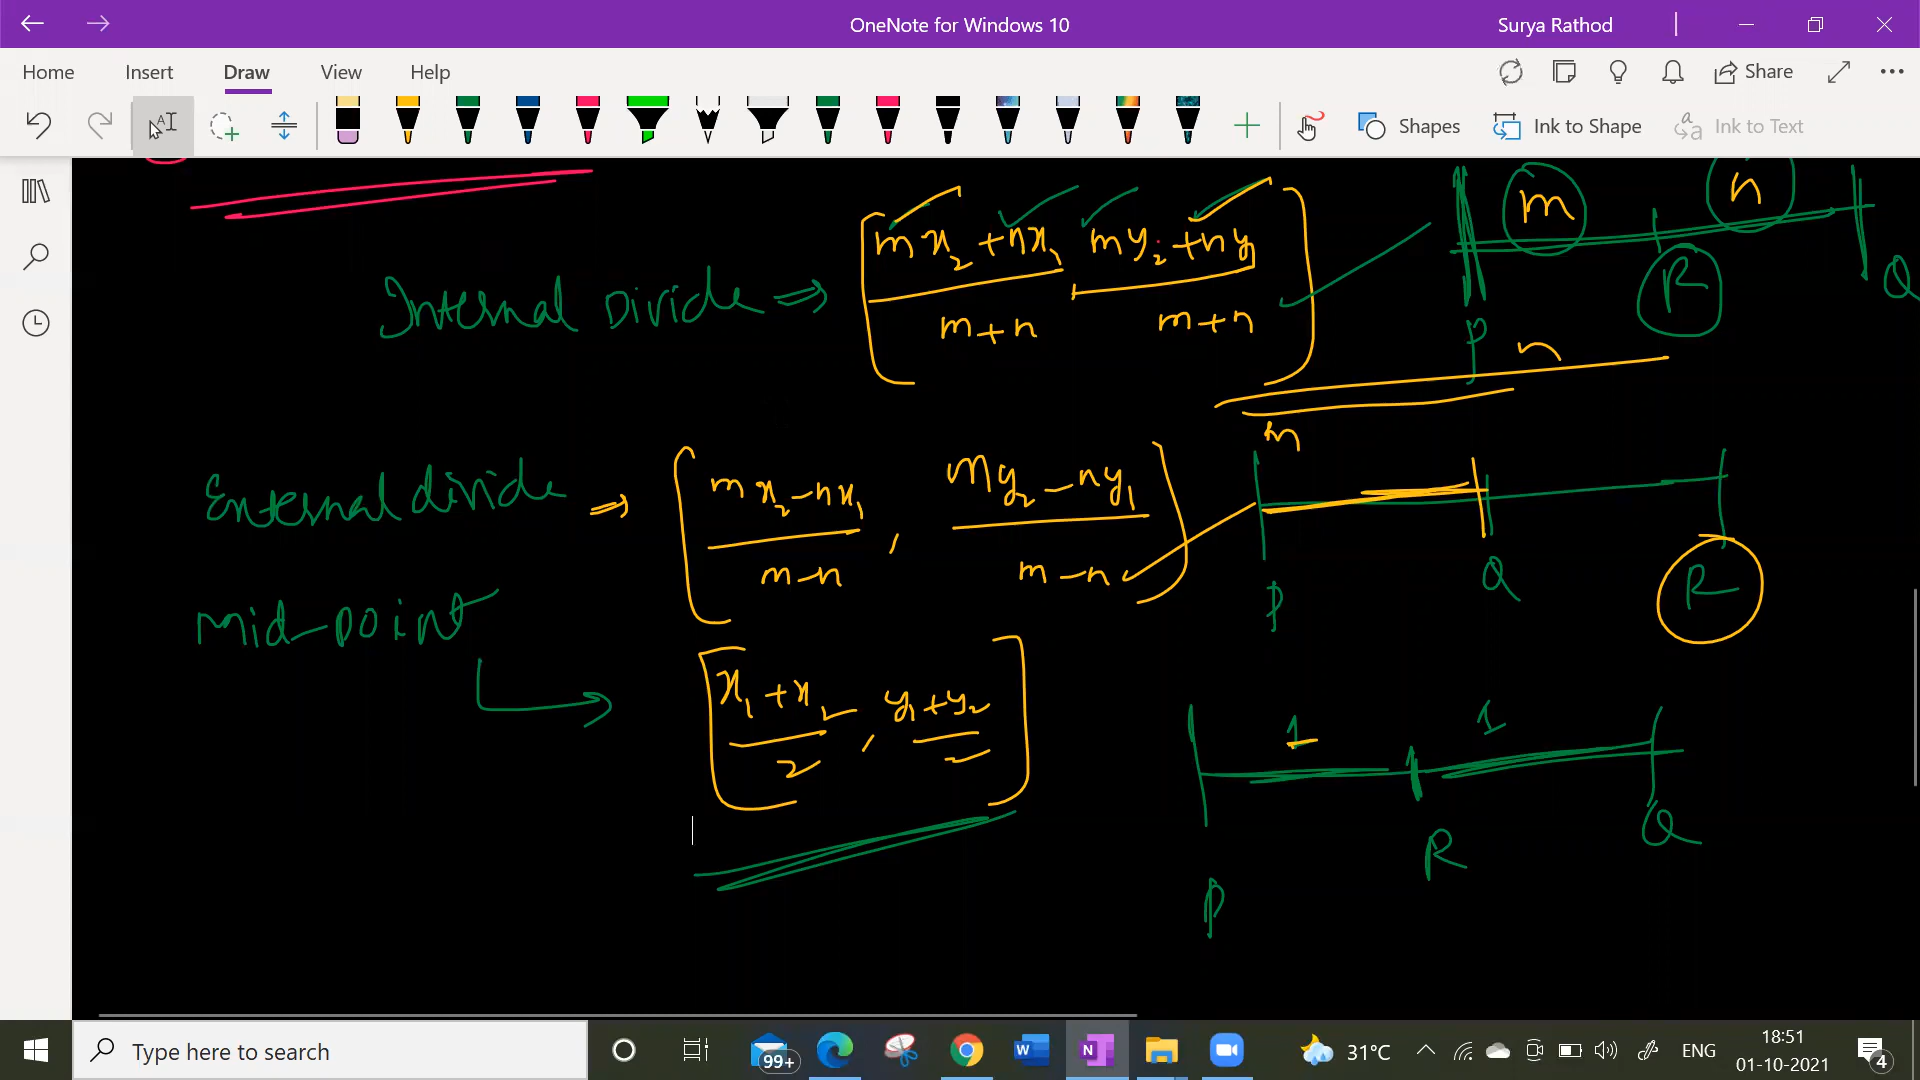 OneNote for Windows 10
Surya Rathod
Home Insert Draw View Help
Share
Shapes
Ink to Shape
Ink to Text
Internal Divide ⇒ [mx₂+nx₁/m+n my₂+ny₁/m+n]
m n
P R Q
External divide ⇒ [mx₂-nx₁/m-n, my₂-ny₁/m-n]
n
m
P Q R
Mid-point
[x₁+x₂/2, y₁+y₂/2]
1 1
P R Q
Type here to search
99+
31°C
ENG
18:51
01-10-2021
4